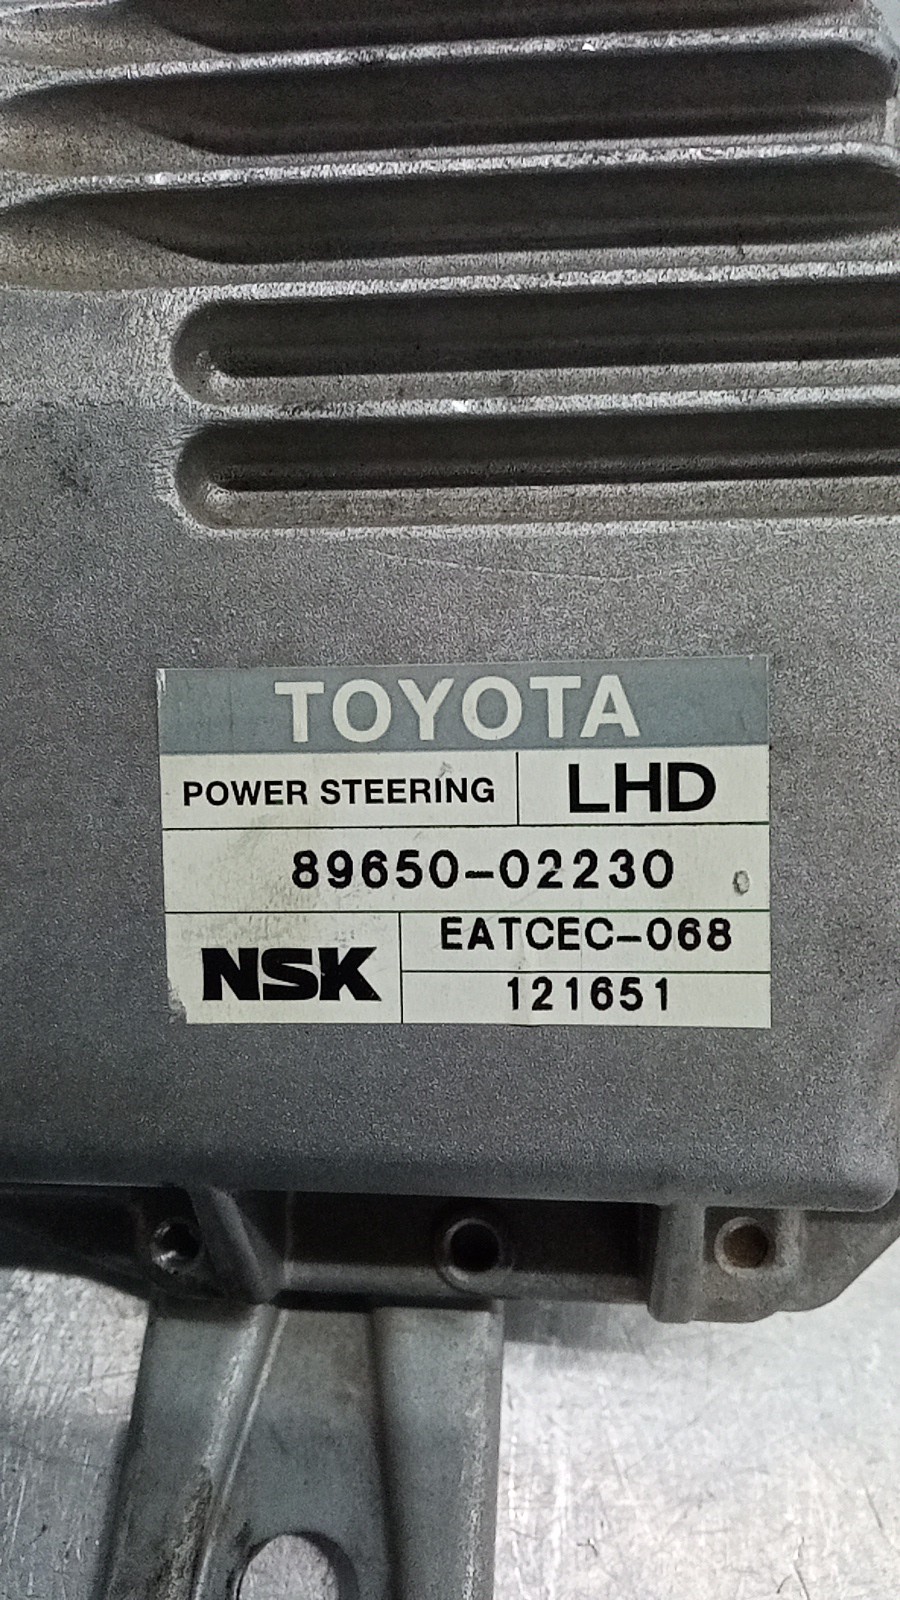 TOYOTA
POWER STEERING LHD
89650-02230
NSK
EATCEC-068
121651